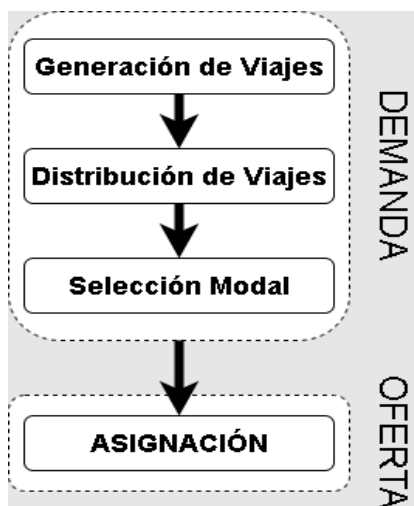 Generación de Viajes
Distribución de Viajes
Selección Modal
DEMANDA
ASIGNACIÓN
OFERTA